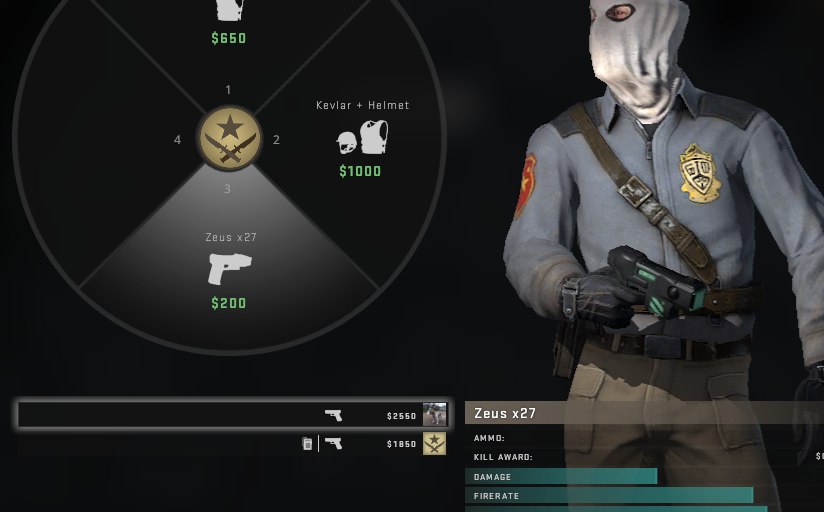 $650
1
Kevlar + Helmet
4
2
$1000
3
Zeus x27
$200
$2550
$1850
Zeus x27
AMMO:
KILL AWARD:
DAMAGE
FIRERATE